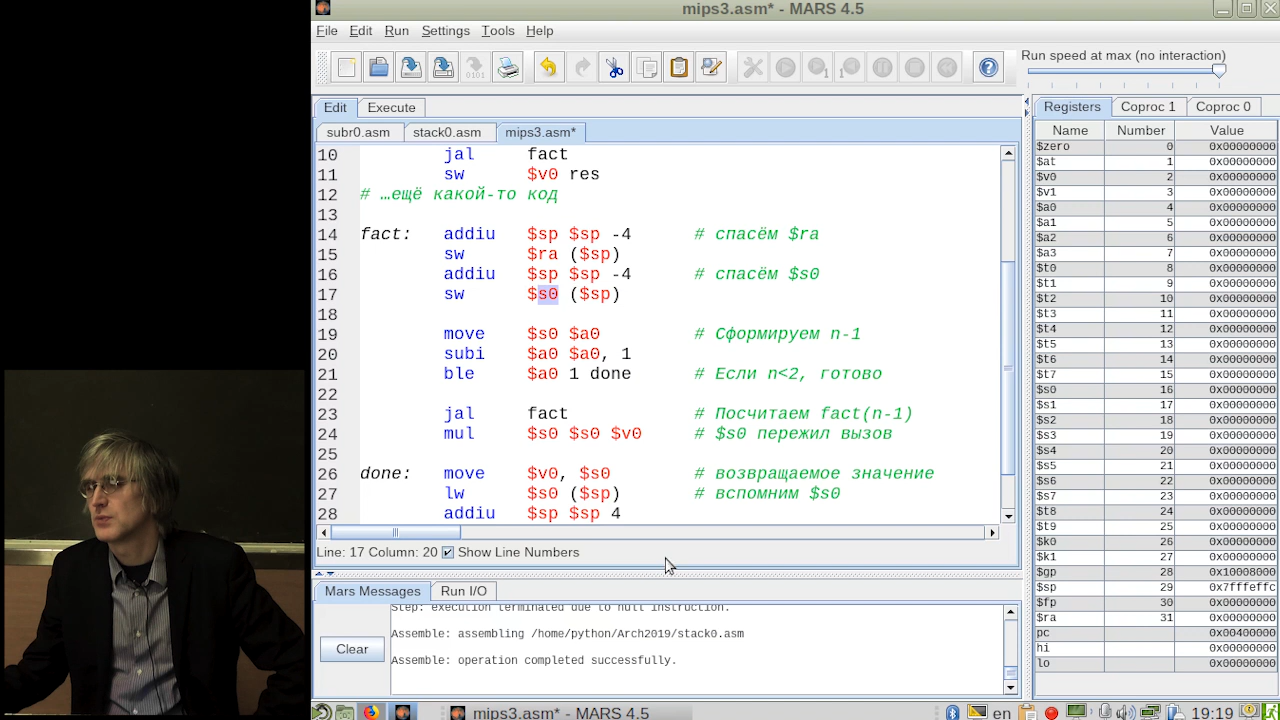 mips3.asm* - MARS 4.5
File Edit Run Settings Tools Help
Run speed at max (no interaction)
Edit Execute
subr0.asm stack0.asm mips3.asm*
10 jal fact
11 sw $v0 res
12 # …ещё какой-то код
13
14 fact: addiu $sp $sp -4 # спасём $ra
15 sw $ra ($sp)
16 addiu $sp $sp -4 # спасём $s0
17 sw $s0 ($sp)
18
19 move $s0 $a0 # Сформируем n-1
20 subi $a0 $a0, 1
21 ble $a0 1 done # Если n<2, готово
22
23 jal fact # Посчитаем fact(n-1)
24 mul $s0 $s0 $v0 # $s0 пережил вызов
25
26 done: move $v0, $s0 # возвращаемое значение
27 lw $s0 ($sp) # вспомним $s0
28 addiu $sp $sp 4
Line: 17 Column: 20 Show Line Numbers
Mars Messages Run I/O
Step: execution terminated due to null instruction.
Assemble: assembling /home/python/Arch2019/stack0.asm
Assemble: operation completed successfully.
Clear
Registers Coproc 1 Coproc 0
Name Number Value
$zero 0 0x00000000
$at 1 0x00000000
$v0 2 0x00000000
$v1 3 0x00000000
$a0 4 0x00000000
$a1 5 0x00000000
$a2 6 0x00000000
$a3 7 0x00000000
$t0 8 0x00000000
$t1 9 0x00000000
$t2 10 0x00000000
$t3 11 0x00000000
$t4 12 0x00000000
$t5 13 0x00000000
$t6 14 0x00000000
$t7 15 0x00000000
$s0 16 0x00000000
$s1 17 0x00000000
$s2 18 0x00000000
$s3 19 0x00000000
$s4 20 0x00000000
$s5 21 0x00000000
$s6 22 0x00000000
$s7 23 0x00000000
$t8 24 0x00000000
$t9 25 0x00000000
$k0 26 0x00000000
$k1 27 0x00000000
$gp 28 0x10008000
$sp 29 0x7fffeffc
$fp 30 0x00000000
$ra 31 0x00000000
pc 0x00400000
hi 0x00000000
lo 0x00000000
mips3.asm* - MARS 4.5
en
19:19